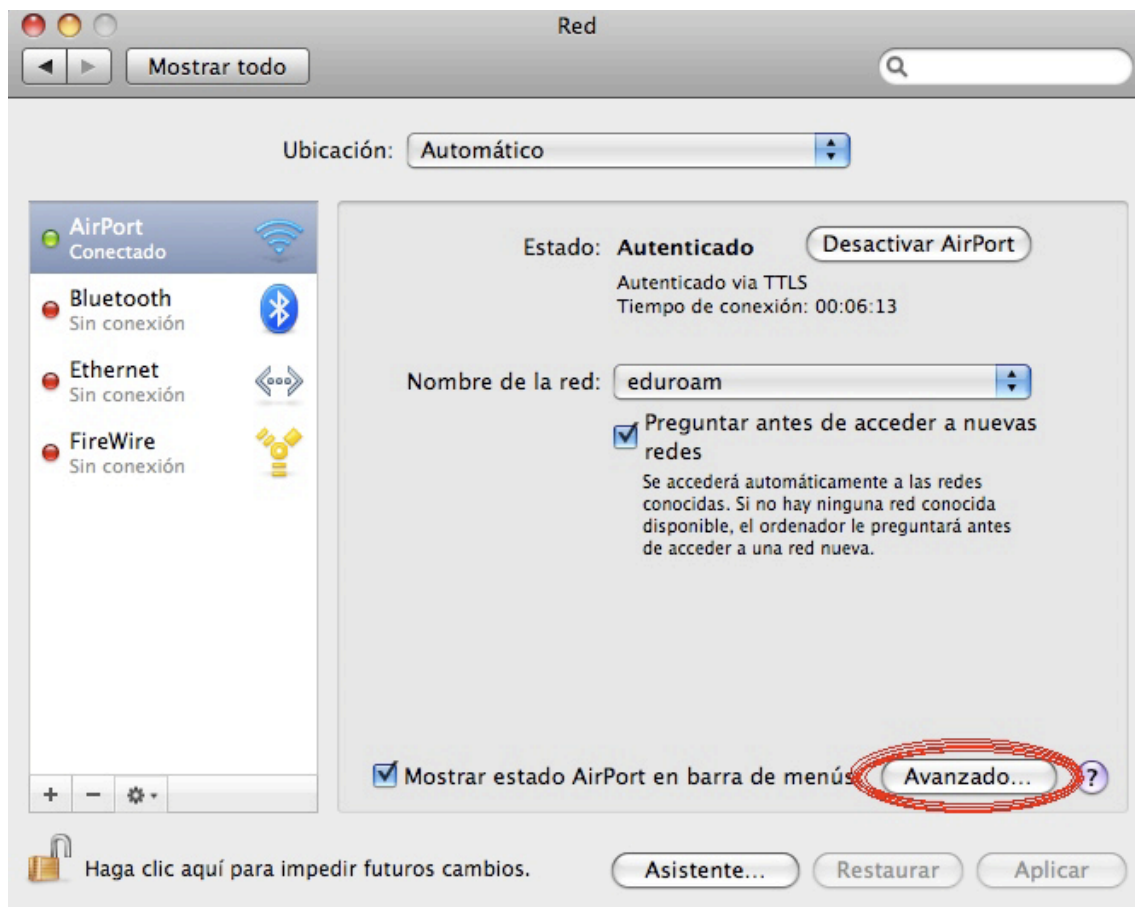 Red
Mostrar todo
Ubicación: Automático
AirPort
Conectado
Bluetooth
Sin conexión
Ethernet
Sin conexión
FireWire
Sin conexión
Estado: Autenticado Desactivar AirPort
Autenticado via TTLS
Tiempo de conexión: 00:06:13
Nombre de la red: eduroam
Preguntar antes de acceder a nuevas
redes
Se accederá automáticamente a las redes
conocidas. Si no hay ninguna red conocida
disponible, el ordenador le preguntará antes
de acceder a una red nueva.
Mostrar estado AirPort en barra de menús Avanzado... ?
Haga clic aquí para impedir futuros cambios. Asistente... Restaurar Aplicar